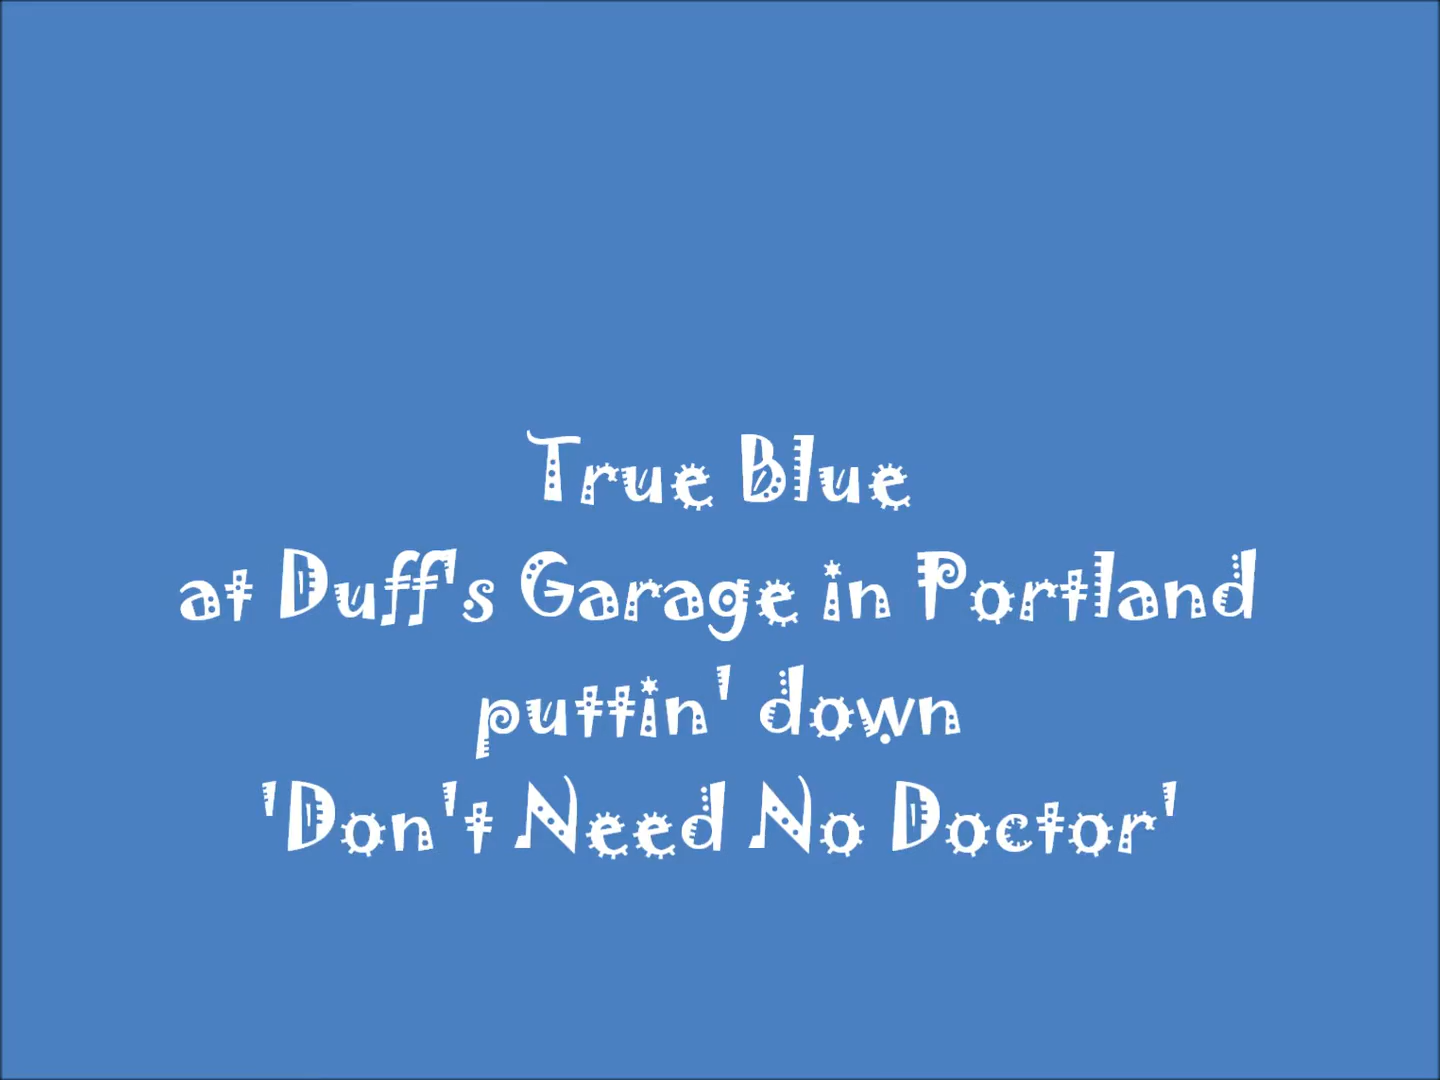 True Blue
at Duff's Garage in Portland
puttin' down
'Don't Need No Doctor'